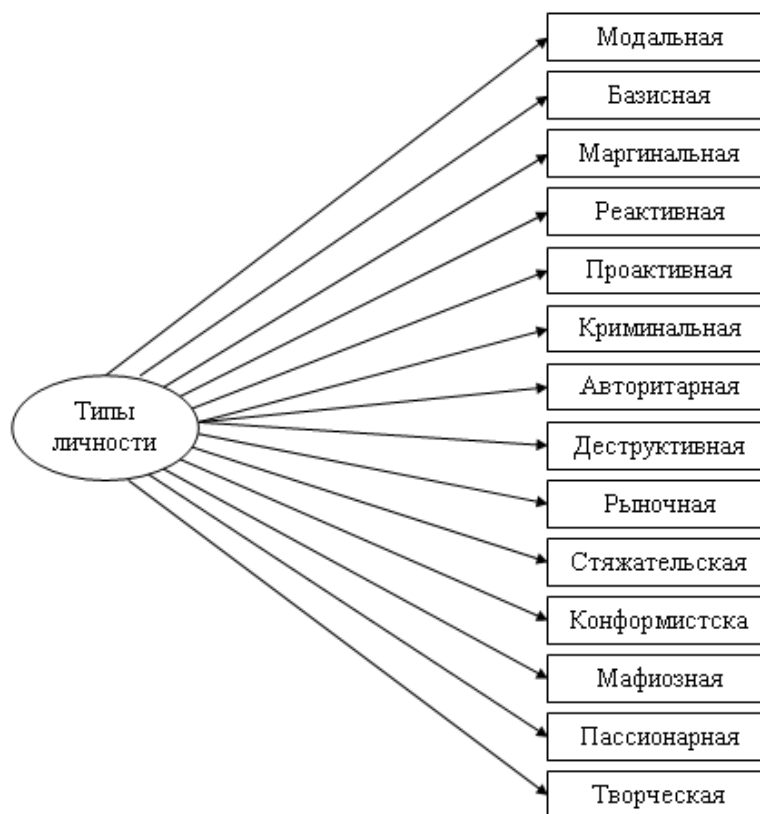 Типы
личности
Модальная
Базисная
Маргинальная
Реактивная
Проактивная
Криминальная
Авторитарная
Деструктивная
Рыночная
Стяжательская
Конформистска
Мафиозная
Пассионарная
Творческая